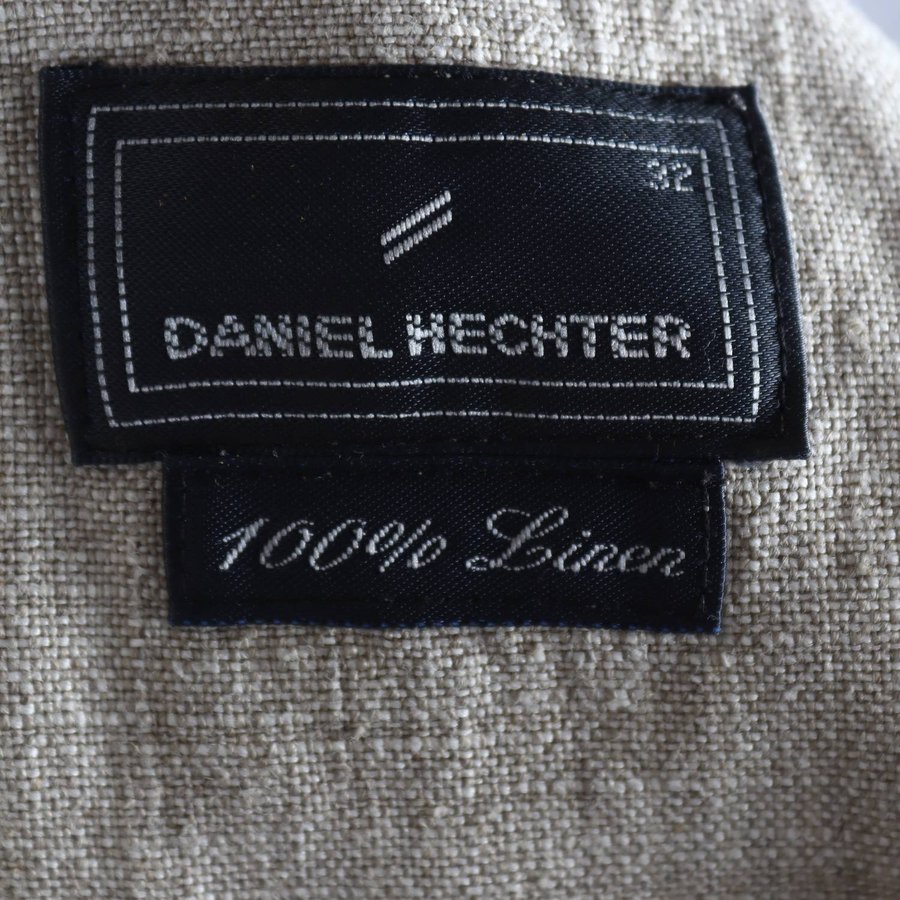 32
DANIEL HECHTER
100% Linen